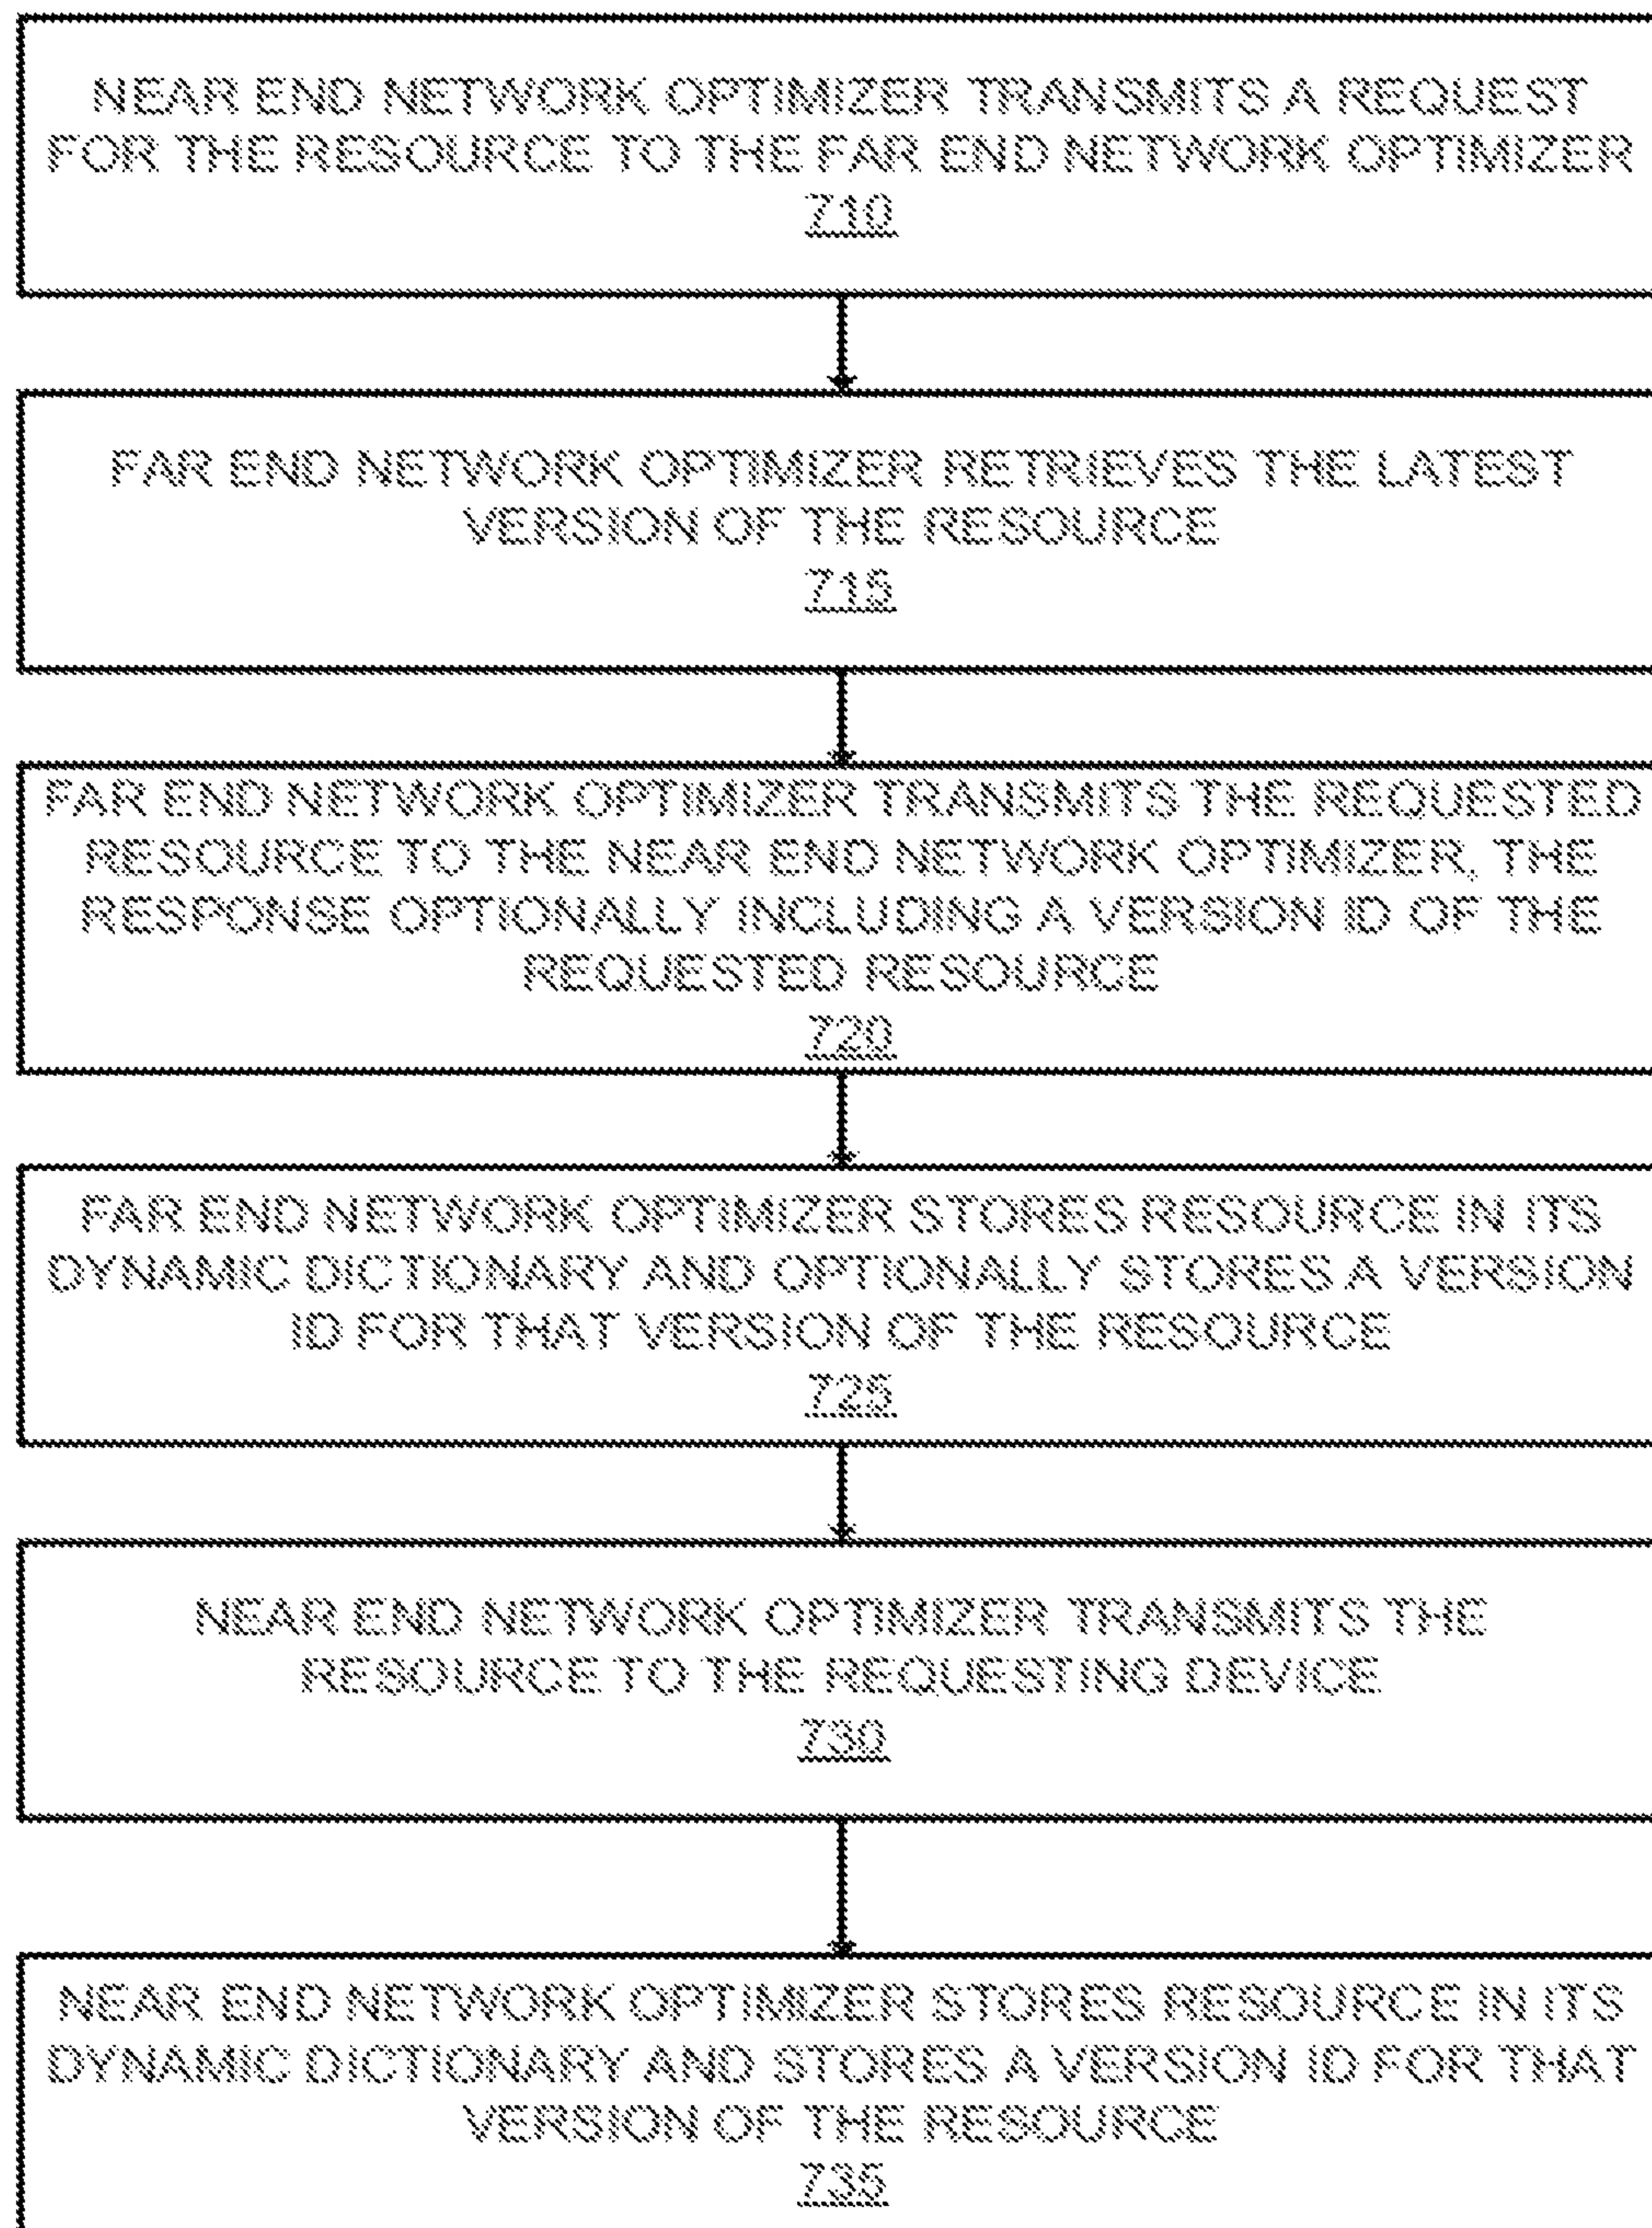 NEAR END NETWORK OPTIMIZER TRANSMITS A REQUEST
FOR THE RESOURCE TO THE FAR END NETWORK OPTIMIZER
710
FAR END NETWORK OPTIMIZER RETRIEVES THE LATEST
VERSION OF THE RESOURCE
715
FAR END NETWORK OPTIMIZER TRANSMITS THE REQUESTED
RESOURCE TO THE NEAR END NETWORK OPTIMIZER, THE
RESPONSE OPTIONALLY INCLUDING A VERSION ID OF THE
REQUESTED RESOURCE
720
FAR END NETWORK OPTIMIZER STORES RESOURCE IN ITS
DYNAMIC DICTIONARY AND OPTIONALLY STORES A VERSION
ID FOR THAT VERSION OF THE RESOURCE
725
NEAR END NETWORK OPTIMIZER TRANSMITS THE
RESOURCE TO THE REQUESTING DEVICE
730
NEAR END NETWORK OPTIMIZER STORES RESOURCE IN ITS
DYNAMIC DICTIONARY AND STORES A VERSION ID FOR THAT
VERSION OF THE RESOURCE
735